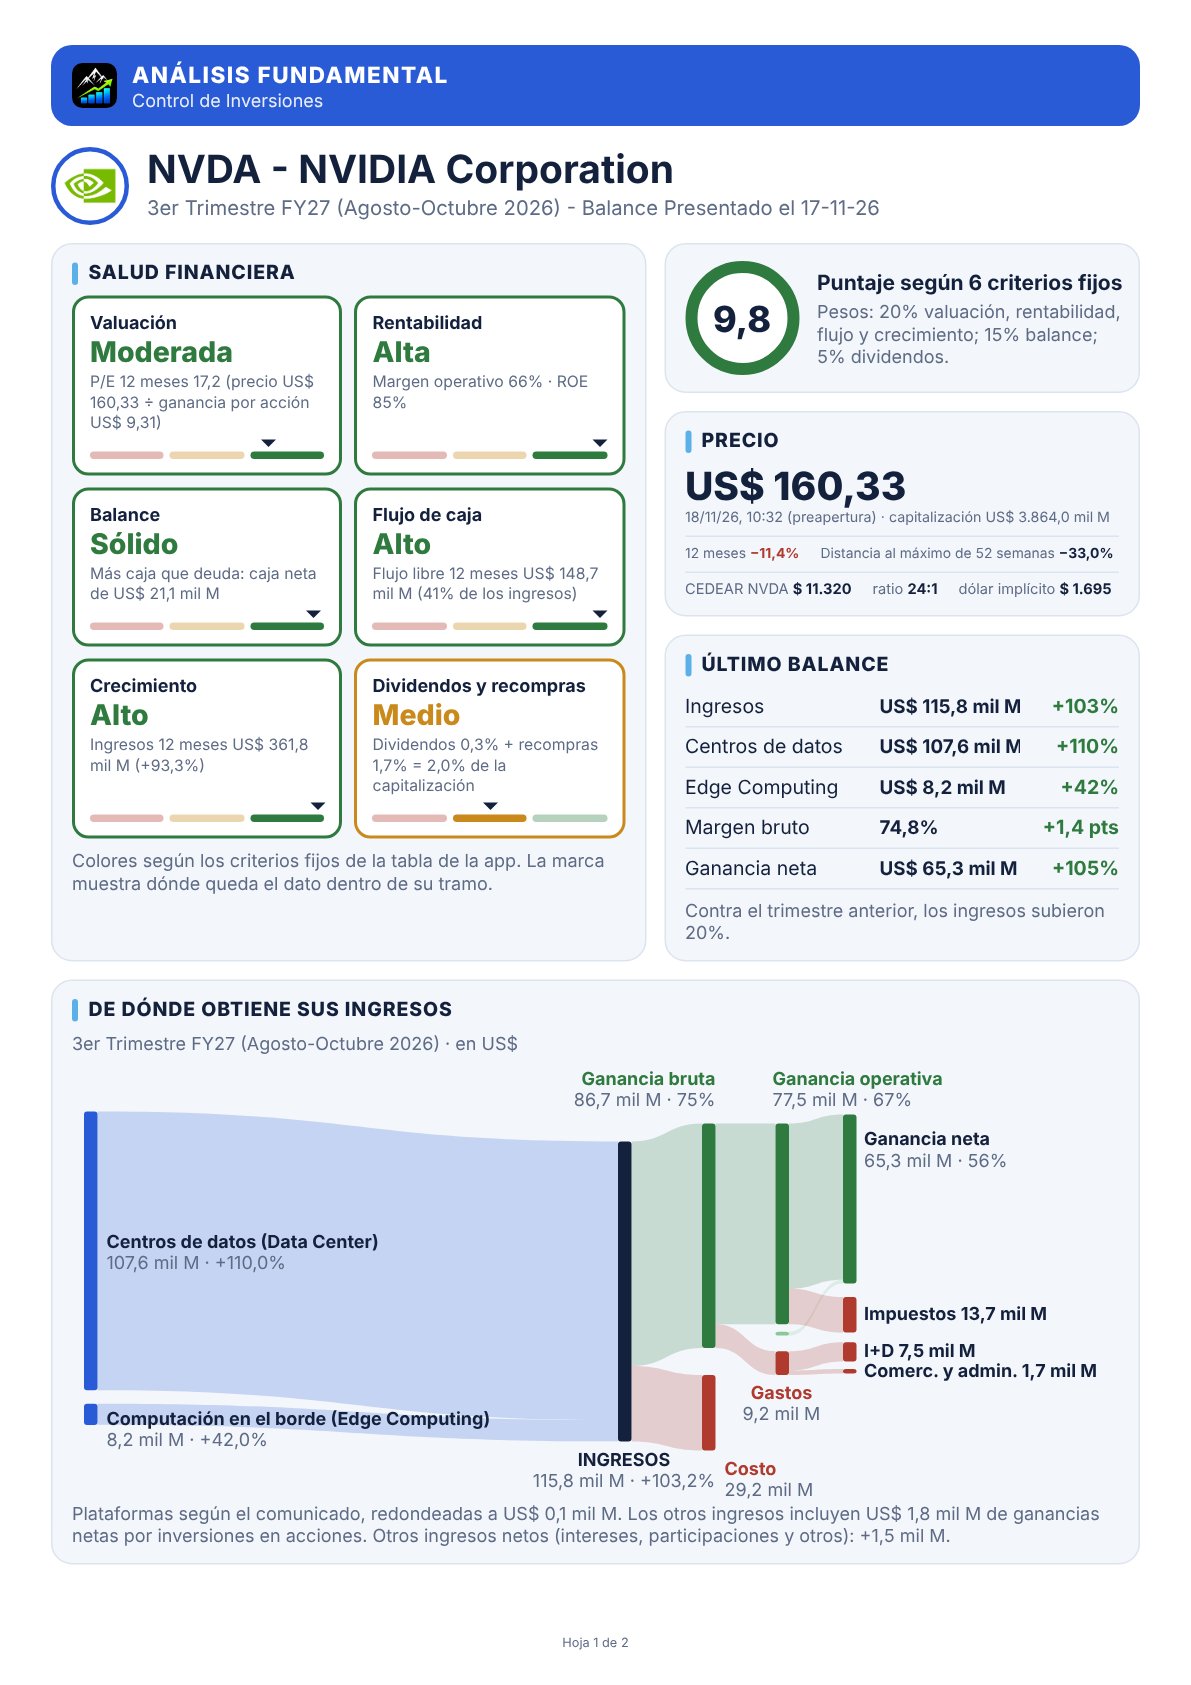 ANÁLISIS FUNDAMENTAL
Control de Inversiones
NVDA - NVIDIA Corporation
3er Trimestre FY27 (Agosto-Octubre 2026) - Balance Presentado el 17-11-26
SALUD FINANCIERA
Valuación
Moderada
P/E 12 meses 17,2 (precio US$
160,33 ÷ ganancia por acción
US$ 9,31)
Rentabilidad
Alta
Margen operativo 66% · ROE
85%
Balance
Sólido
Más caja que deuda: caja neta
de US$ 21,1 mil M
Flujo de caja
Alto
Flujo libre 12 meses US$ 148,7
mil M (41% de los ingresos)
Crecimiento
Alto
Ingresos 12 meses US$ 361,8
mil M (+93,3%)
Dividendos y recompras
Medio
Dividendos 0,3% + recompras
1,7% = 2,0% de la
capitalización
Colores según los criterios fijos de la tabla de la app. La marca
muestra dónde queda el dato dentro de su tramo.
9,8
Puntaje según 6 criterios fijos
Pesos: 20% valuación, rentabilidad,
flujo y crecimiento; 15% balance;
5% dividendos.
PRECIO
US$ 160,33
18/11/26, 10:32 (preapertura) · capitalización US$ 3.864,0 mil M
12 meses −11,4% Distancia al máximo de 52 semanas −33,0%
CEDEAR NVDA $ 11.320 ratio 24:1 dólar implícito $ 1.695
ÚLTIMO BALANCE
Ingresos US$ 115,8 mil M +103%
Centros de datos US$ 107,6 mil M +110%
Edge Computing US$ 8,2 mil M +42%
Margen bruto 74,8% +1,4 pts
Ganancia neta US$ 65,3 mil M +105%
Contra el trimestre anterior, los ingresos subieron
20%.
DE DÓNDE OBTIENE SUS INGRESOS
3er Trimestre FY27 (Agosto-Octubre 2026) · en US$
Ganancia bruta
86,7 mil M · 75%
Ganancia operativa
77,5 mil M · 67%
Ganancia neta
65,3 mil M · 56%
Centros de datos (Data Center)
107,6 mil M · +110,0%
Impuestos 13,7 mil M
I+D 7,5 mil M
Comerc. y admin. 1,7 mil M
Gastos
9,2 mil M
Computación en el borde (Edge Computing)
8,2 mil M · +42,0%
INGRESOS
115,8 mil M · +103,2%
Costo
29,2 mil M
Plataformas según el comunicado, redondeadas a US$ 0,1 mil M. Los otros ingresos incluyen US$ 1,8 mil M de ganancias
netas por inversiones en acciones. Otros ingresos netos (intereses, participaciones y otros): +1,5 mil M.
Hoja 1 de 2